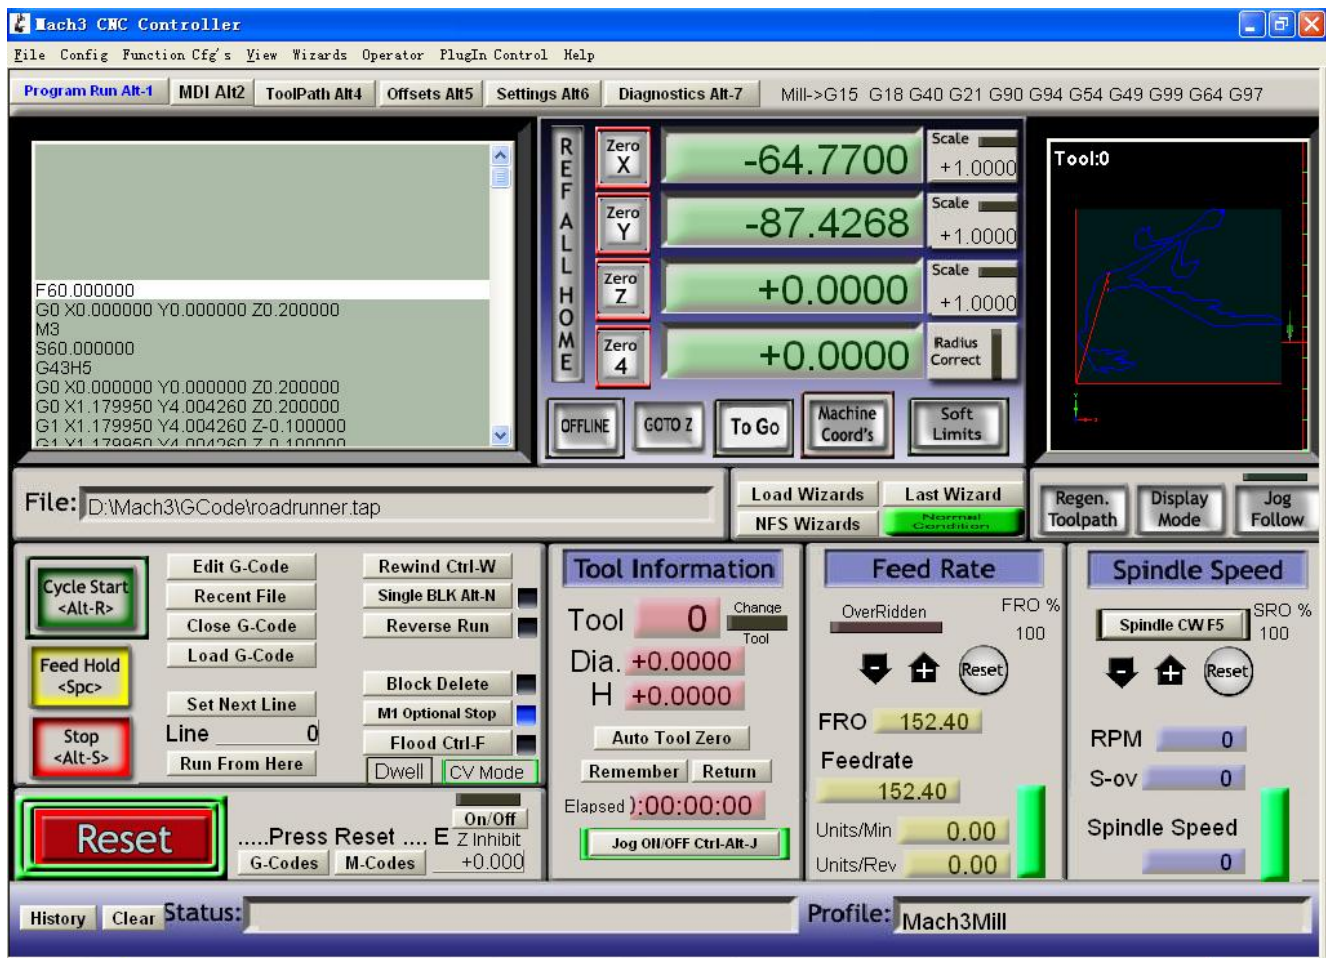 Mach3 CNC Controller
File Config Function Cfg's View Wizards Operator PlugIn Control Help
Program Run Alt-1 MDI Alt2 ToolPath Alt4 Offsets Alt5 Settings Alt6 Diagnostics Alt-7 Mill->G15 G18 G40 G21 G90 G94 G54 G49 G99 G64 G97
F60.000000
G0 X0.000000 Y0.000000 Z0.200000
M3
S60.000000
G43H5
G0 X0.000000 Y0.000000 Z0.200000
G0 X1.179950 Y4.004260 Z0.200000
G1 X1.179950 Y4.004260 Z-0.100000
G1 X1.179950 Y4.004260 Z-0.100000
REF ALL HOME
Zero X -64.7700 Scale +1.0000
Zero Y -87.4268 Scale +1.0000
Zero Z +0.0000 Scale +1.0000
Zero 4 +0.0000 Radius Correct
OFFLINE GOTO Z To Go Machine Coord's Soft Limits
Tool:0
File: D:\Mach3\GCode\roadrunner.tap
Load Wizards Last Wizard
NFS Wizards Normal Condition
Regen. Toolpath Display Mode Jog Follow
Cycle Start <Alt-R>
Feed Hold <Spc>
Stop <Alt-S>
Edit G-Code
Recent File
Close G-Code
Load G-Code
Set Next Line
Line 0
Run From Here
Rewind Ctrl-W
Single BLK Alt-N
Reverse Run
Block Delete
M1 Optional Stop
Flood Ctrl-F
Dwell CV Mode
Reset
.....Press Reset .... E
G-Codes M-Codes
On/Off
Z Inhibit
+0.000
Tool Information
Tool 0 Change Tool
Dia. +0.0000
H +0.0000
Auto Tool Zero
Remember Return
Elapsed ):00:00:00
Jog ON/OFF Ctrl-Alt-J
Feed Rate
OverRidden FRO %
100
- + Reset
FRO 152.40
Feedrate
152.40
Units/Min 0.00
Units/Rev 0.00
Spindle Speed
Spindle CW F5 SRO %
100
- + Reset
RPM 0
S-ov 0
Spindle Speed
0
History Clear Status: Profile: Mach3Mill